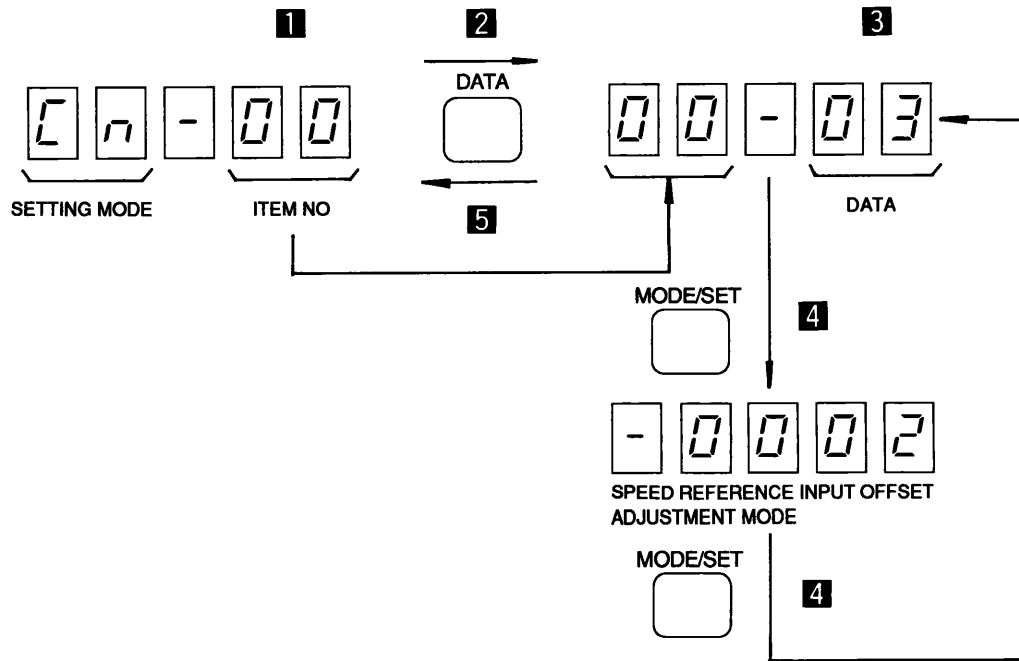 1 2 3
DATA
Cn-00
00-03
SETTING MODE
ITEM NO
5
DATA
MODE/SET
4
-0002
SPEED REFERENCE INPUT OFFSET
ADJUSTMENT MODE
MODE/SET
4